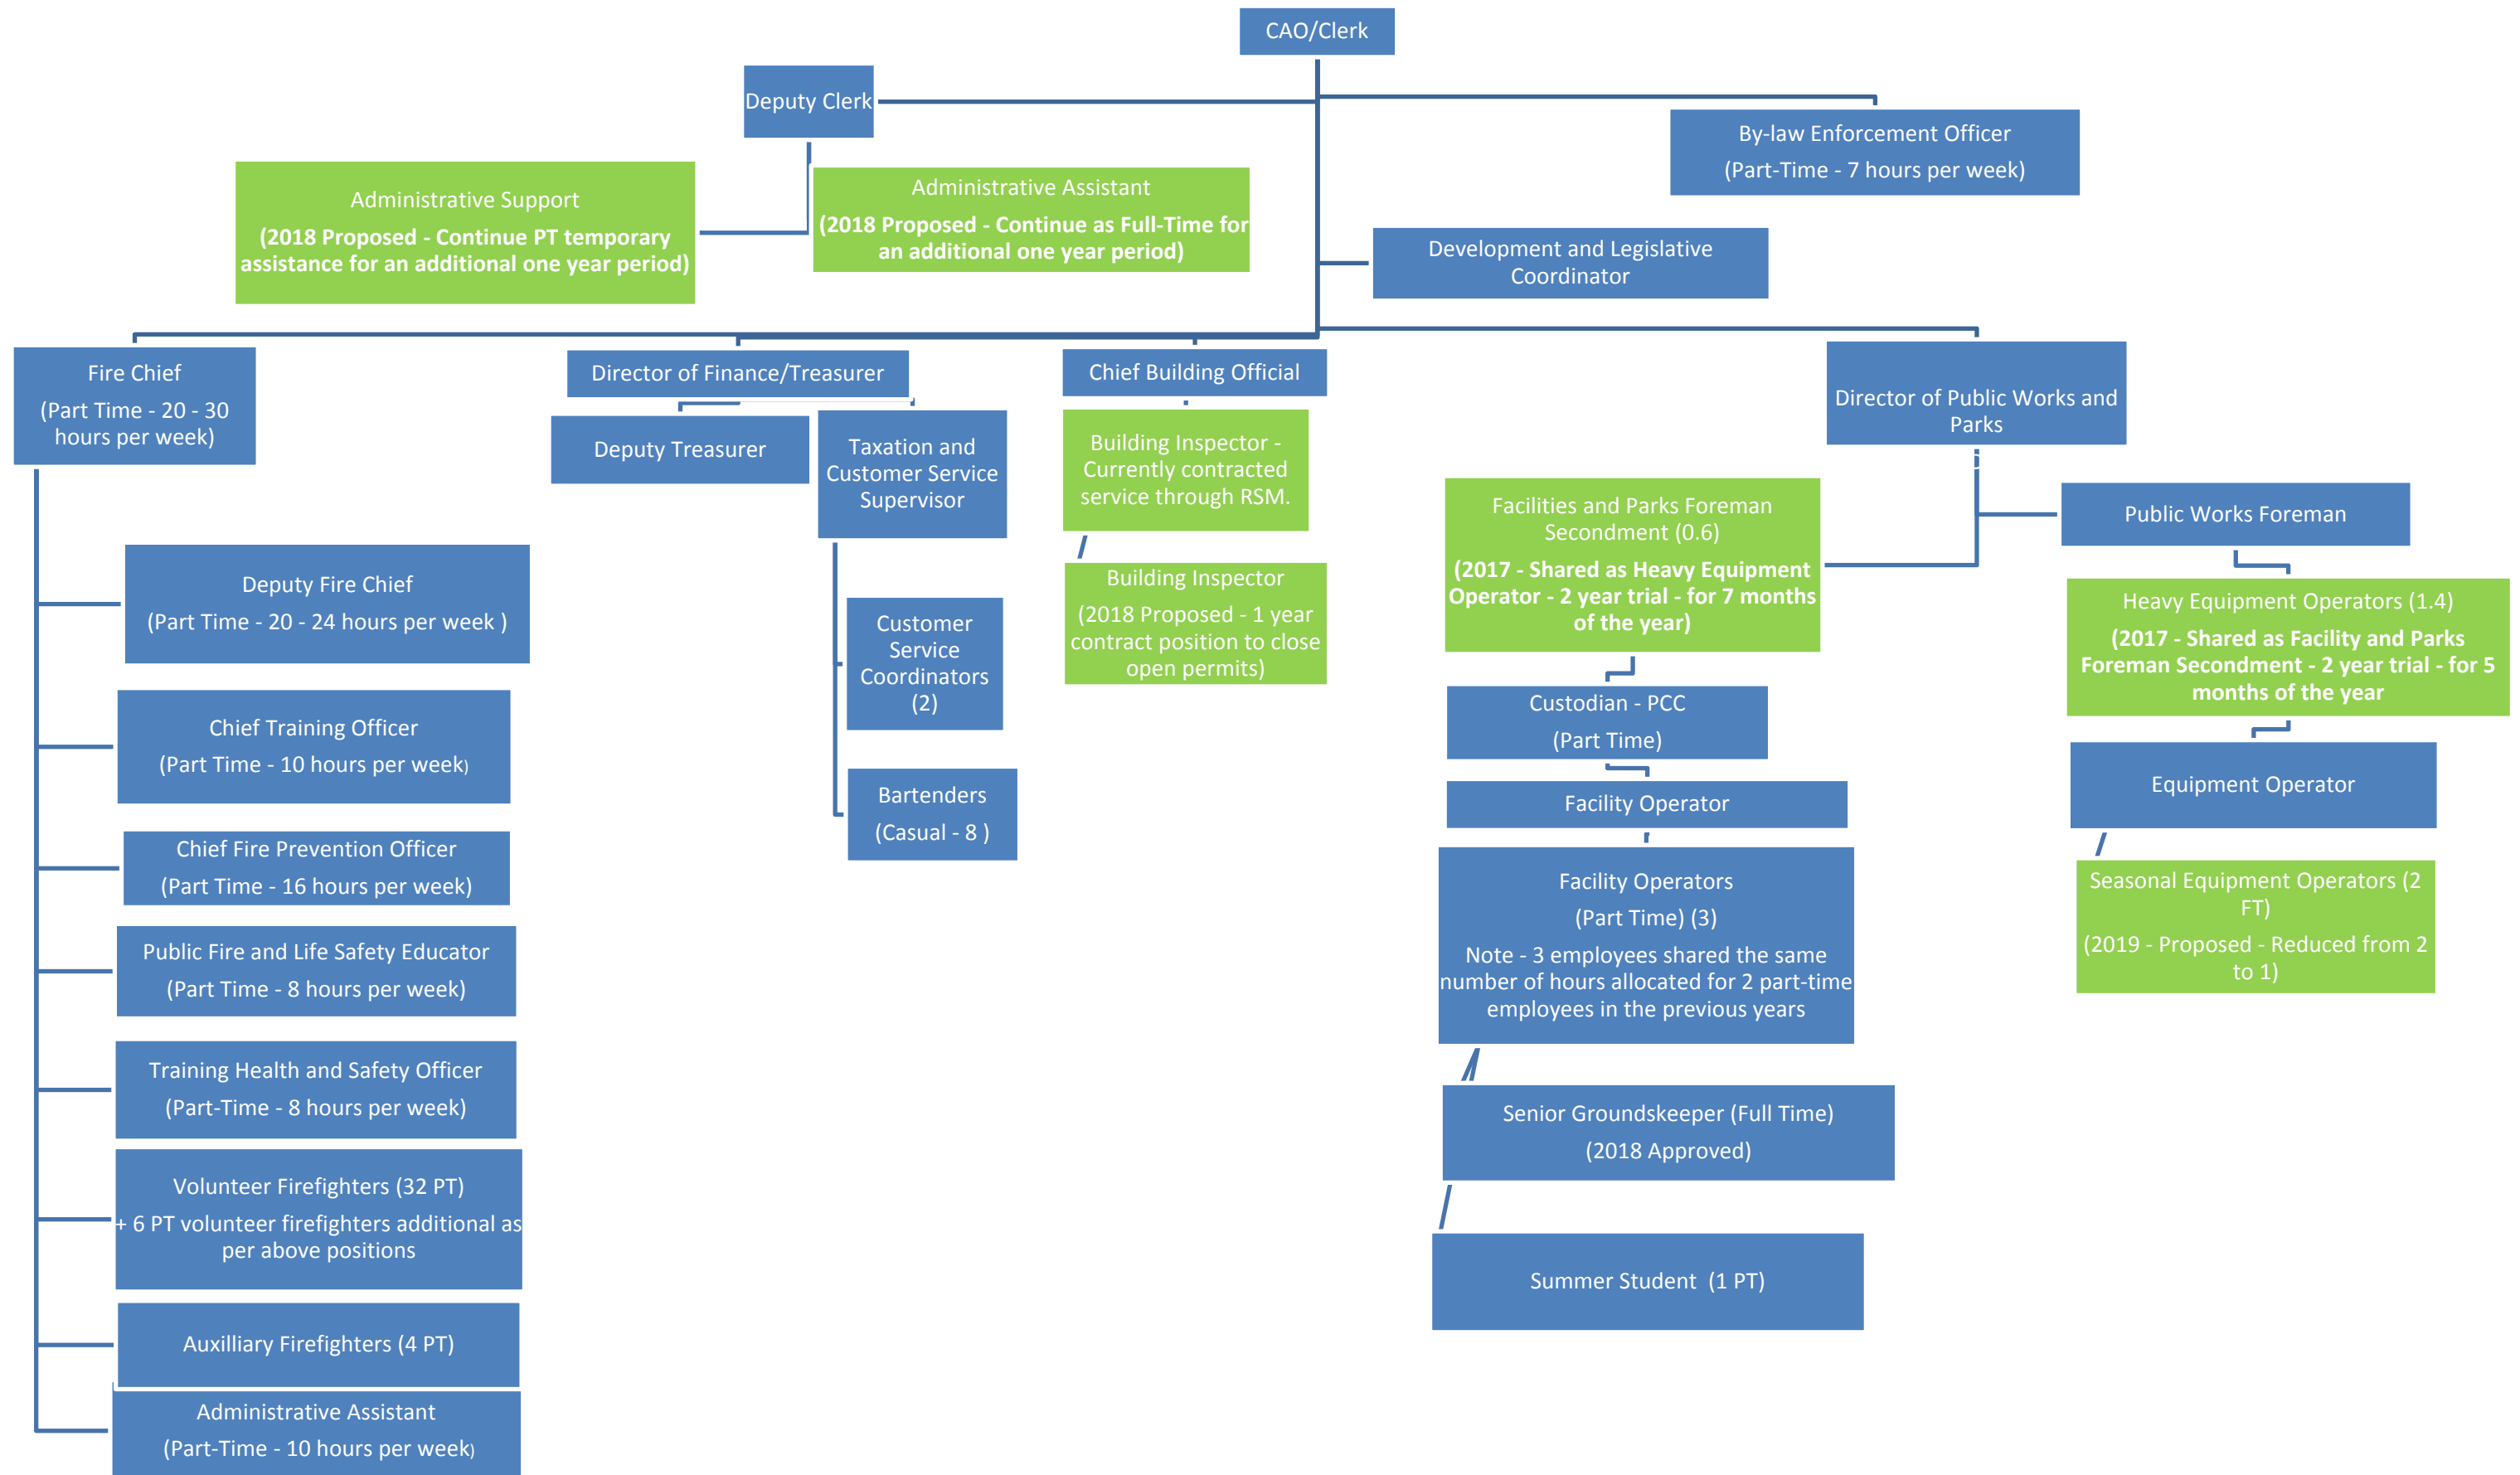 CAO/Clerk
Deputy Clerk
By-law Enforcement Officer
(Part-Time - 7 hours per week)
Administrative Support
(2018 Proposed - Continue PT temporary
assistance for an additional one year period)
Administrative Assistant
(2018 Proposed - Continue as Full-Time for
an additional one year period)
Development and Legislative
Coordinator
Fire Chief
(Part Time - 20 - 30
hours per week)
Director of Finance/Treasurer
Chief Building Official
Director of Public Works and
Parks
Deputy Treasurer
Taxation and
Customer Service
Supervisor
Building Inspector -
Currently contracted
service through RSM.
Facilities and Parks Foreman
Secondment (0.6)
(2017 - Shared as Heavy Equipment
Operator - 2 year trial - for 7 months
of the year)
Public Works Foreman
Deputy Fire Chief
(Part Time - 20 - 24 hours per week )
Customer
Service
Coordinators
(2)
Building Inspector
(2018 Proposed - 1 year
contract position to close
open permits)
Heavy Equipment Operators (1.4)
(2017 - Shared as Facility and Parks
Foreman Secondment - 2 year trial - for 5
months of the year
Chief Training Officer
(Part Time - 10 hours per week)
Custodian - PCC
(Part Time)
Bartenders
(Casual - 8 )
Facility Operator
Equipment Operator
Chief Fire Prevention Officer
(Part Time - 16 hours per week)
Facility Operators
(Part Time) (3)
Note - 3 employees shared the same
number of hours allocated for 2 part-time
employees in the previous years
Seasonal Equipment Operators (2
FT)
(2019 - Proposed - Reduced from 2
to 1)
Public Fire and Life Safety Educator
(Part Time - 8 hours per week)
Training Health and Safety Officer
(Part-Time - 8 hours per week)
Senior Groundskeeper (Full Time)
(2018 Approved)
Volunteer Firefighters (32 PT)
+ 6 PT volunteer firefighters additional as
per above positions
Summer Student (1 PT)
Auxilliary Firefighters (4 PT)
Administrative Assistant
(Part-Time - 10 hours per week)